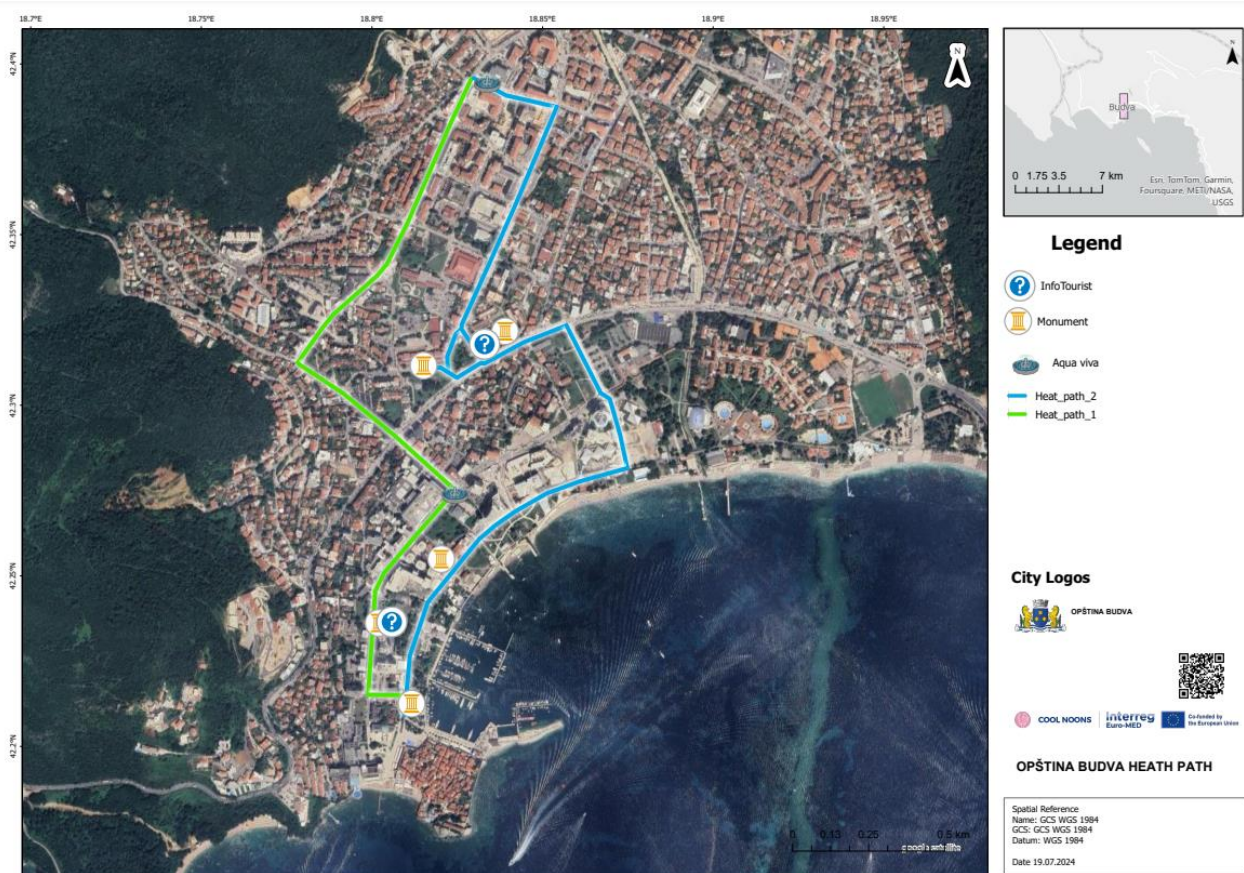 18.7°E
18.75°E
18.8°E
18.85°E
18.9°E
18.95°E
42.4°N
42.35°N
42.3°N
42.25°N
42.2°N
N
N
Budva
0 1.75 3.5 7 km
Esri, TomTom, Garmin,
Foursquare, METI/NASA,
USGS
Legend
InfoTourist
Monument
Aqua viva
Heat_path_2
Heat_path_1
City Logos
OPŠTINA BUDVA
COOL NOONS
Interreg
Euro-MED
Co-funded by
the European Union
OPŠTINA BUDVA HEATH PATH
0 0.13 0.25 0.5 km
google satellite
Spatial Reference
Name: GCS WGS 1984
GCS: GCS WGS 1984
Datum: WGS 1984
Date 19.07.2024